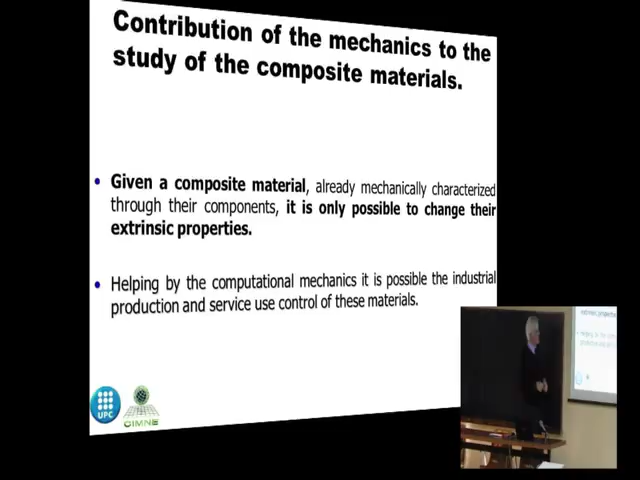 Contribution of the mechanics to the
study of the composite materials.
• Given a composite material, already mechanically characterized
through their components, it is only possible to change their
extrinsic properties.
• Helping by the computational mechanics it is possible the industrial
production and service use control of these materials.
UPC
CIMNE